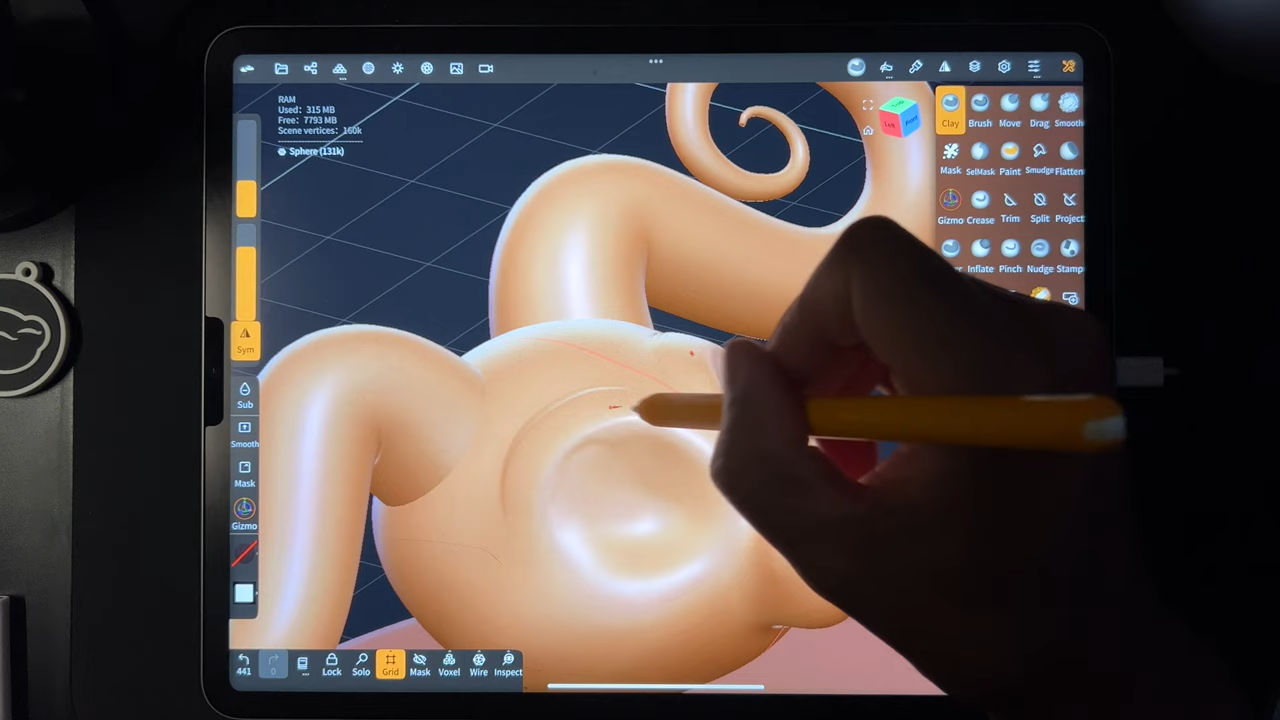 RAM
Used: 315 MB
Free: 7793 MB
Scene vertices: 160k
Sphere (131k)
Left
Front
Clay Brush Move Drag Smooth
Mask SelMask Paint Smudge Flatten
Gizmo Crease Trim Split Project
Inflate Pinch Nudge Stamp
Sym
Sub
Smooth
Mask
Gizmo
441 0 Lock Solo Grid Mask Voxel Wire Inspect